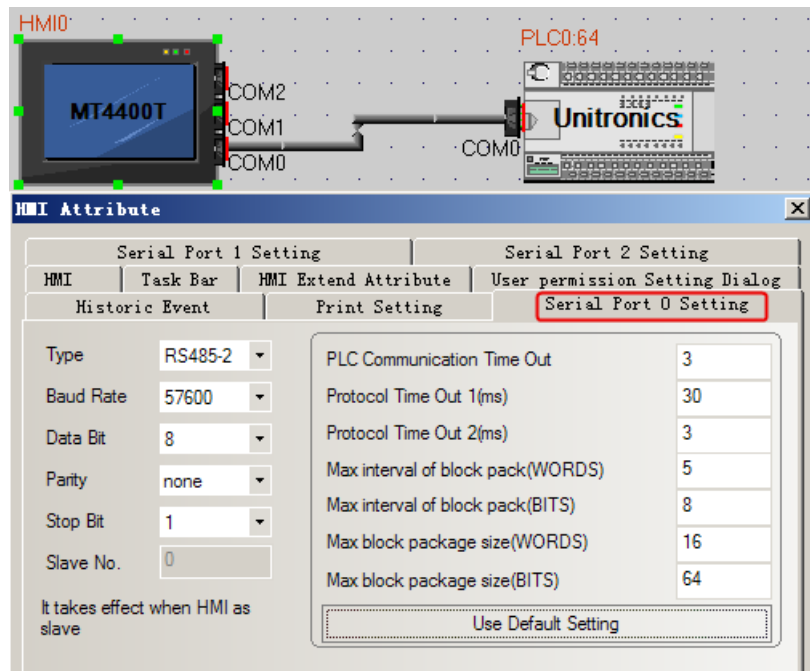 HMI0
PLC0:64
MT4400T
COM2
COM1
COM0
COM0
Unitronics
HMI Attribute
Serial Port 1 Setting
Serial Port 2 Setting
HMI
Task Bar
HMI Extend Attribute
User permission Setting Dialog
Historic Event
Print Setting
Serial Port 0 Setting
Type
RS485-2
Baud Rate
57600
Data Bit
8
Parity
none
Stop Bit
1
Slave No.
0
It takes effect when HMI as
slave
PLC Communication Time Out
3
Protocol Time Out 1(ms)
30
Protocol Time Out 2(ms)
3
Max interval of block pack(WORDS)
5
Max interval of block pack(BITS)
8
Max block package size(WORDS)
16
Max block package size(BITS)
64
Use Default Setting